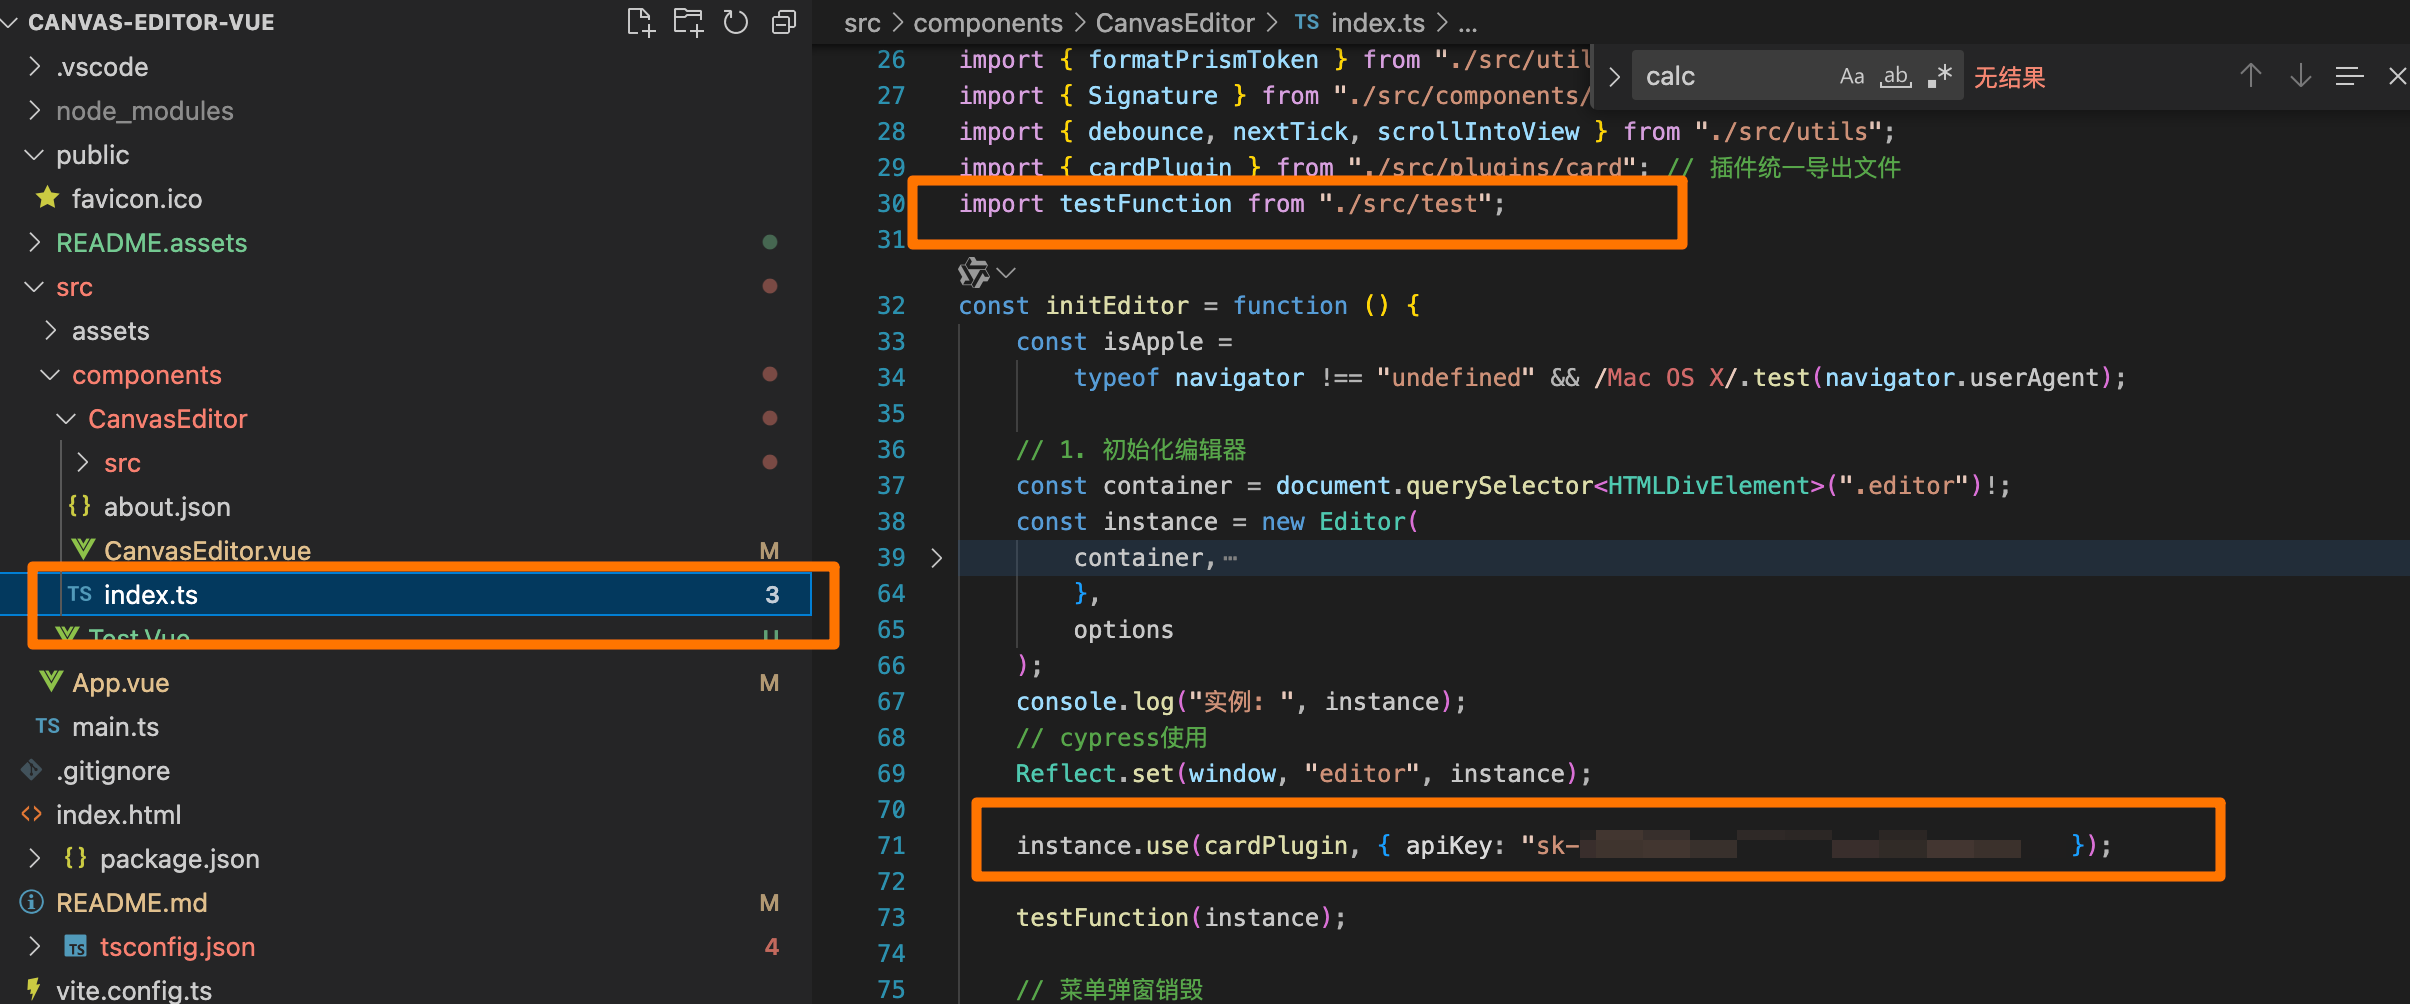 CANVAS-EDITOR-VUE
.vscode
node_modules
public
favicon.ico
README.assets
src
assets
components
CanvasEditor
src
{} about.json
CanvasEditor.vue M
TS index.ts 3
Test.Vue U
App.vue M
TS main.ts
.gitignore
<> index.html
{} package.json
README.md M
TS tsconfig.json 4
vite.config.ts
src > components > CanvasEditor > TS index.ts > ...
calc Aa ab .* 无结果
26 import { formatPrismToken } from "./src/util
27 import { Signature } from "./src/components/
28 import { debounce, nextTick, scrollIntoView } from "./src/utils";
29 import { cardPlugin } from "./src/plugins/card"; // 插件统一导出文件
30 import testFunction from "./src/test";
31
32 const initEditor = function () {
33 const isApple =
34 typeof navigator !== "undefined" && /Mac OS X/.test(navigator.userAgent);
35
36 // 1. 初始化编辑器
37 const container = document.querySelector<HTMLDivElement>(".editor")!;
38 const instance = new Editor(
39 container,⋯
64 },
65 options
66 );
67 console.log("实例: ", instance);
68 // cypress使用
69 Reflect.set(window, "editor", instance);
70
71 instance.use(cardPlugin, { apiKey: "sk- });
72
73 testFunction(instance);
74
75 // 菜单弹窗销毁